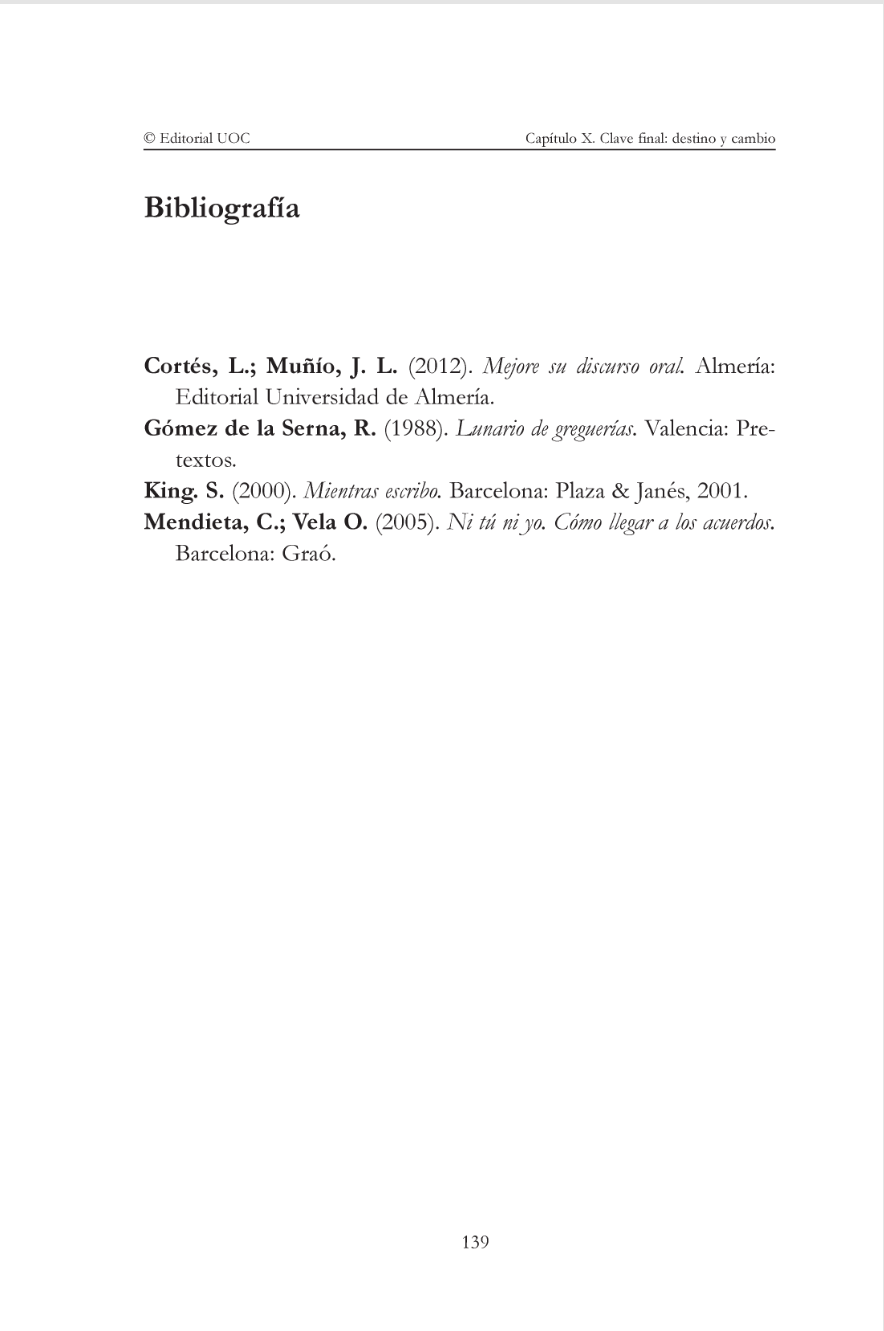 © Editorial UOC Capítulo X. Clave final: destino y cambio
Bibliografía
Cortés, L.; Muñío, J. L. (2012). Mejore su discurso oral. Almería:
Editorial Universidad de Almería.
Gómez de la Serna, R. (1988). Lunario de greguerías. Valencia: Pre-
textos.
King. S. (2000). Mientras escribo. Barcelona: Plaza & Janés, 2001.
Mendieta, C.; Vela O. (2005). Ni tú ni yo. Cómo llegar a los acuerdos.
Barcelona: Graó.
139